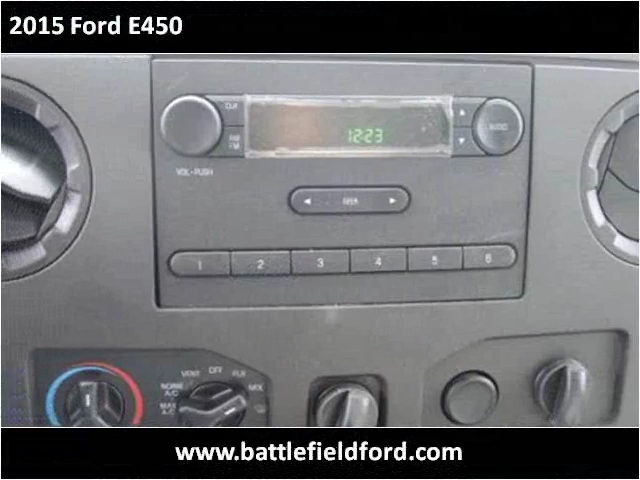 2015 Ford E450
CLK
AM
FM
12:23
AUDIO
VOL-PUSH
SEEK
1 2 3 4 5 6
VENT OFF FLR MIX
NORM
A/C
MAX
A/C
www.battlefieldford.com